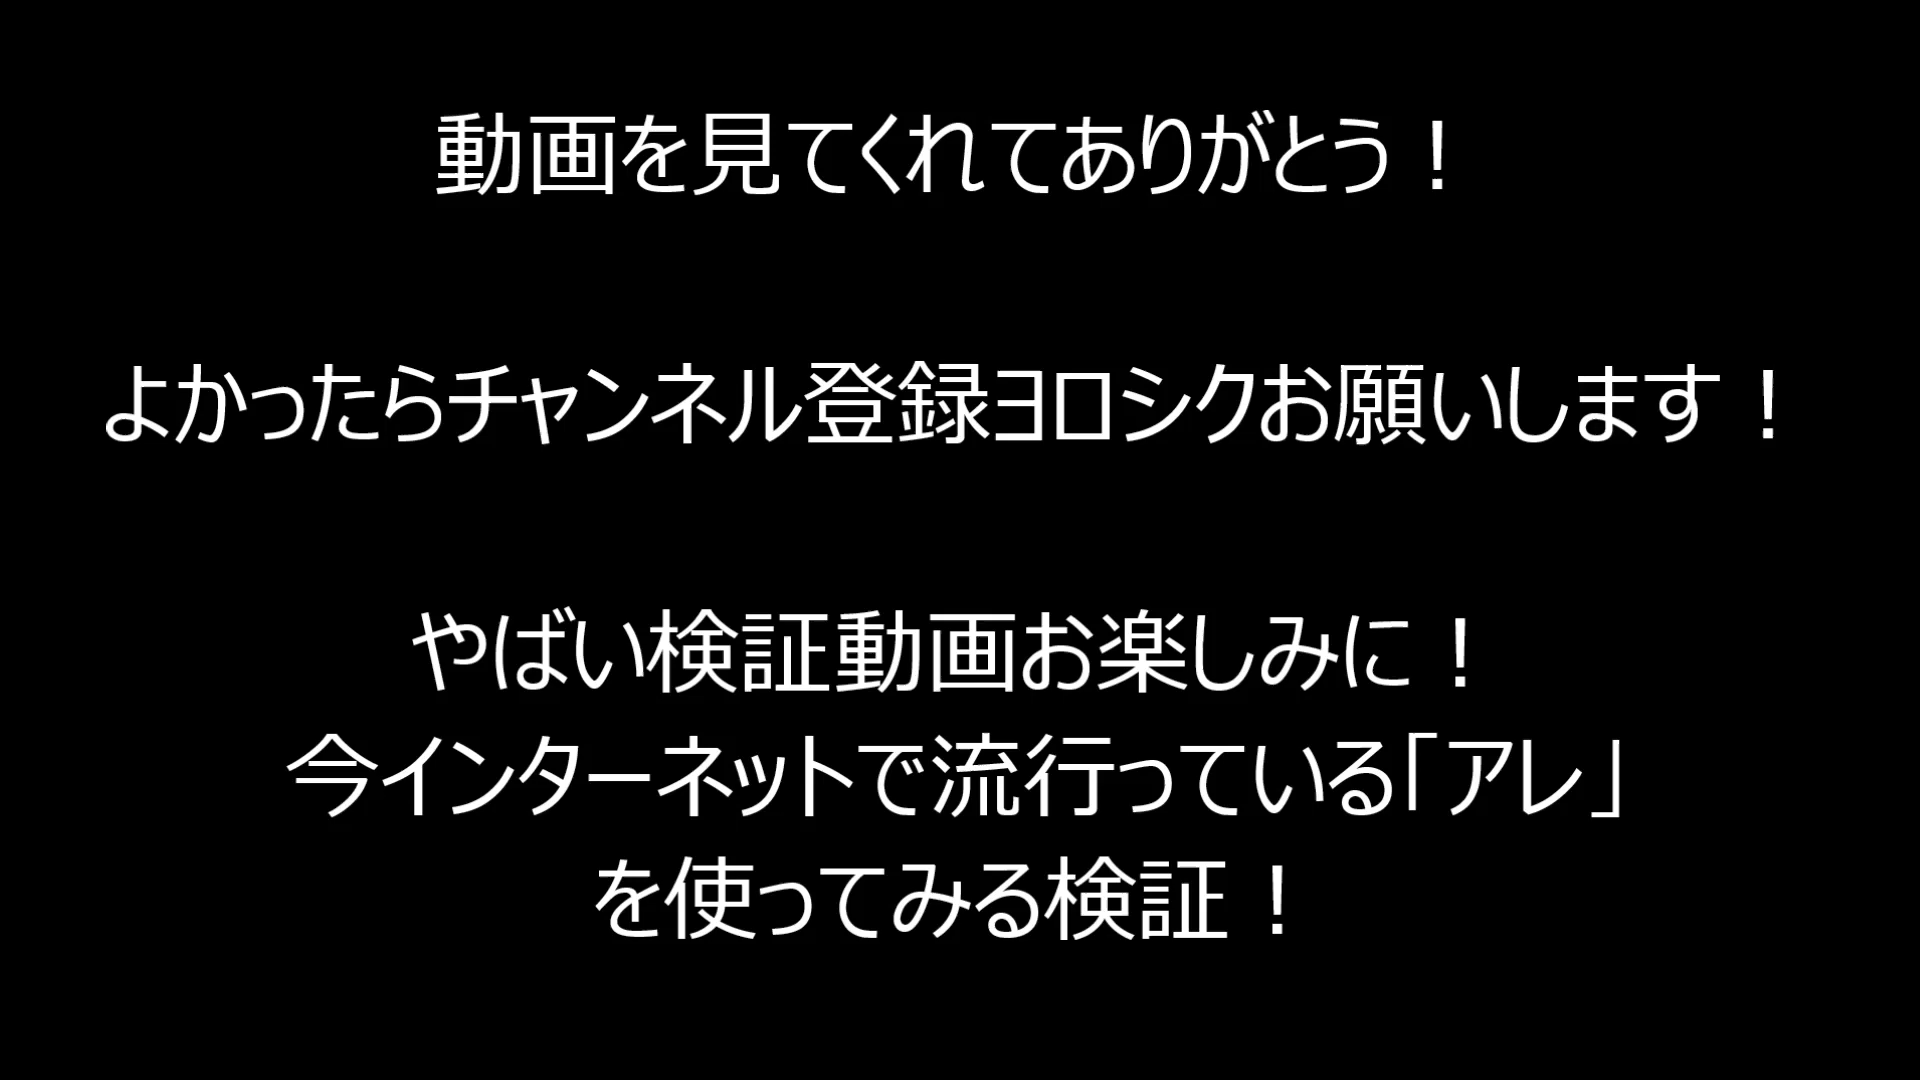 動画を見てくれてありがとう！
よかったらチャンネル登録ヨロシクお願いします！
やばい検証動画お楽しみに！
今インターネットで流行っている「アレ」
を使ってみる検証！